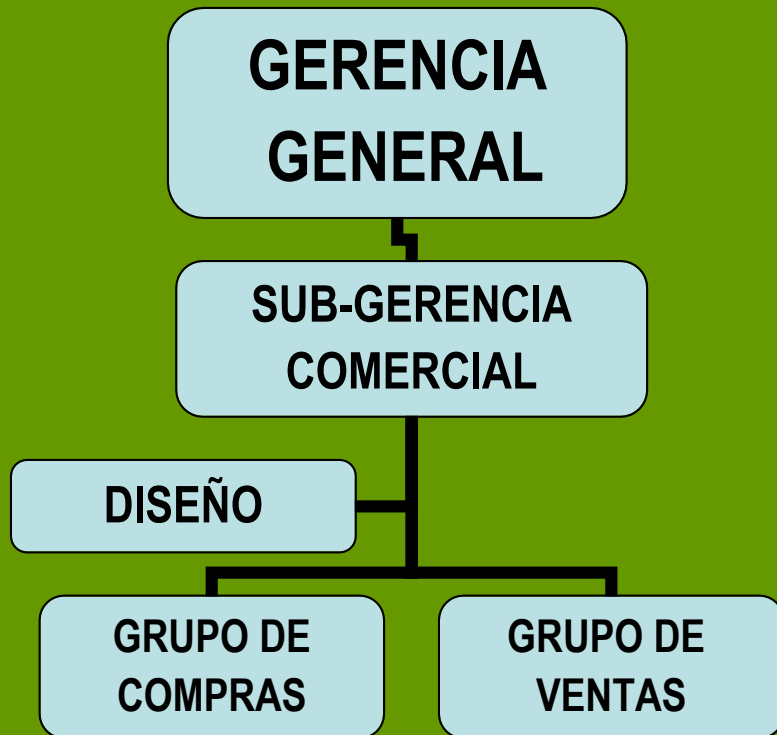 GERENCIA
GENERAL
SUB-GERENCIA
COMERCIAL
DISEÑO
GRUPO DE
COMPRAS
GRUPO DE
VENTAS